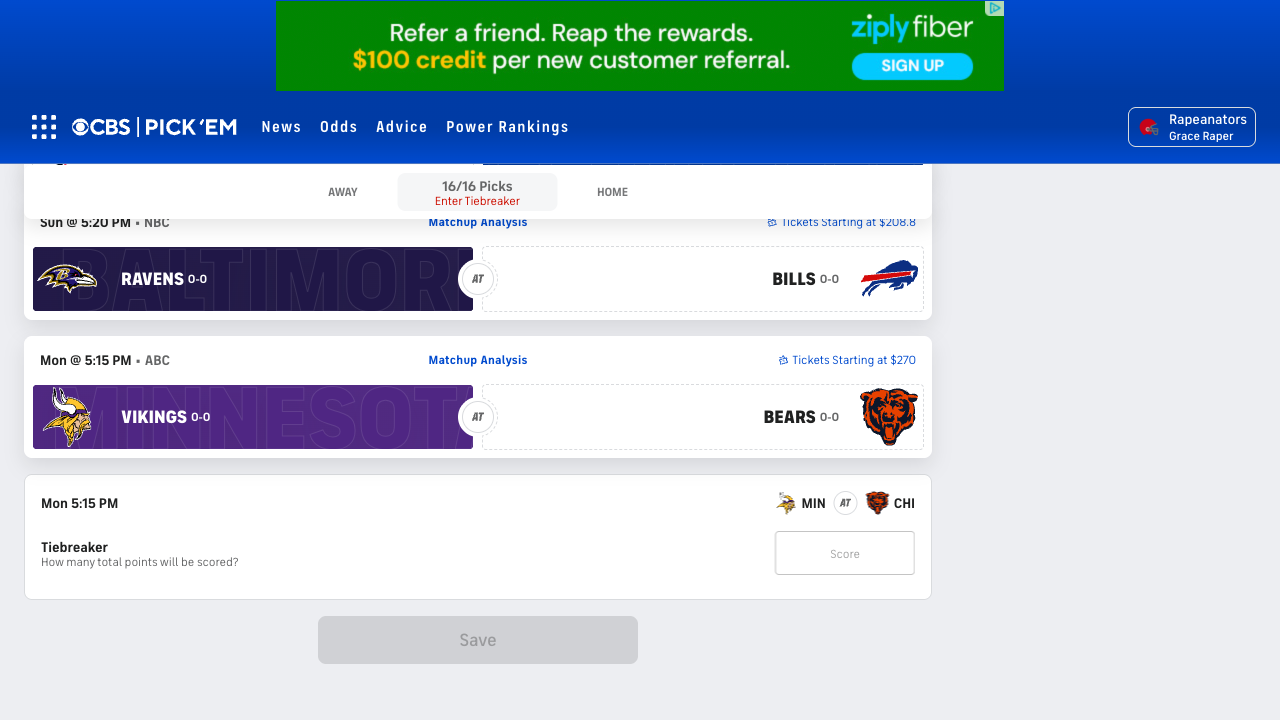 Refer a friend. Reap the rewards.
$100 credit per new customer referral.
ziply fiber
SIGN UP
CBS PICK'EM
News
Odds
Advice
Power Rankings
Rapeanators
Grace Raper
AWAY
16/16 Picks
Enter Tiebreaker
HOME
Sun @ 5:20 PM • NBC
Matchup Analysis
Tickets Starting at $208.8
BALTIMORE
RAVENS 0-0
AT
BILLS 0-0
Mon @ 5:15 PM • ABC
Matchup Analysis
Tickets Starting at $270
MINNESOTA
VIKINGS 0-0
AT
BEARS 0-0
Mon 5:15 PM
MIN AT CHI
Tiebreaker
How many total points will be scored?
Score
Save